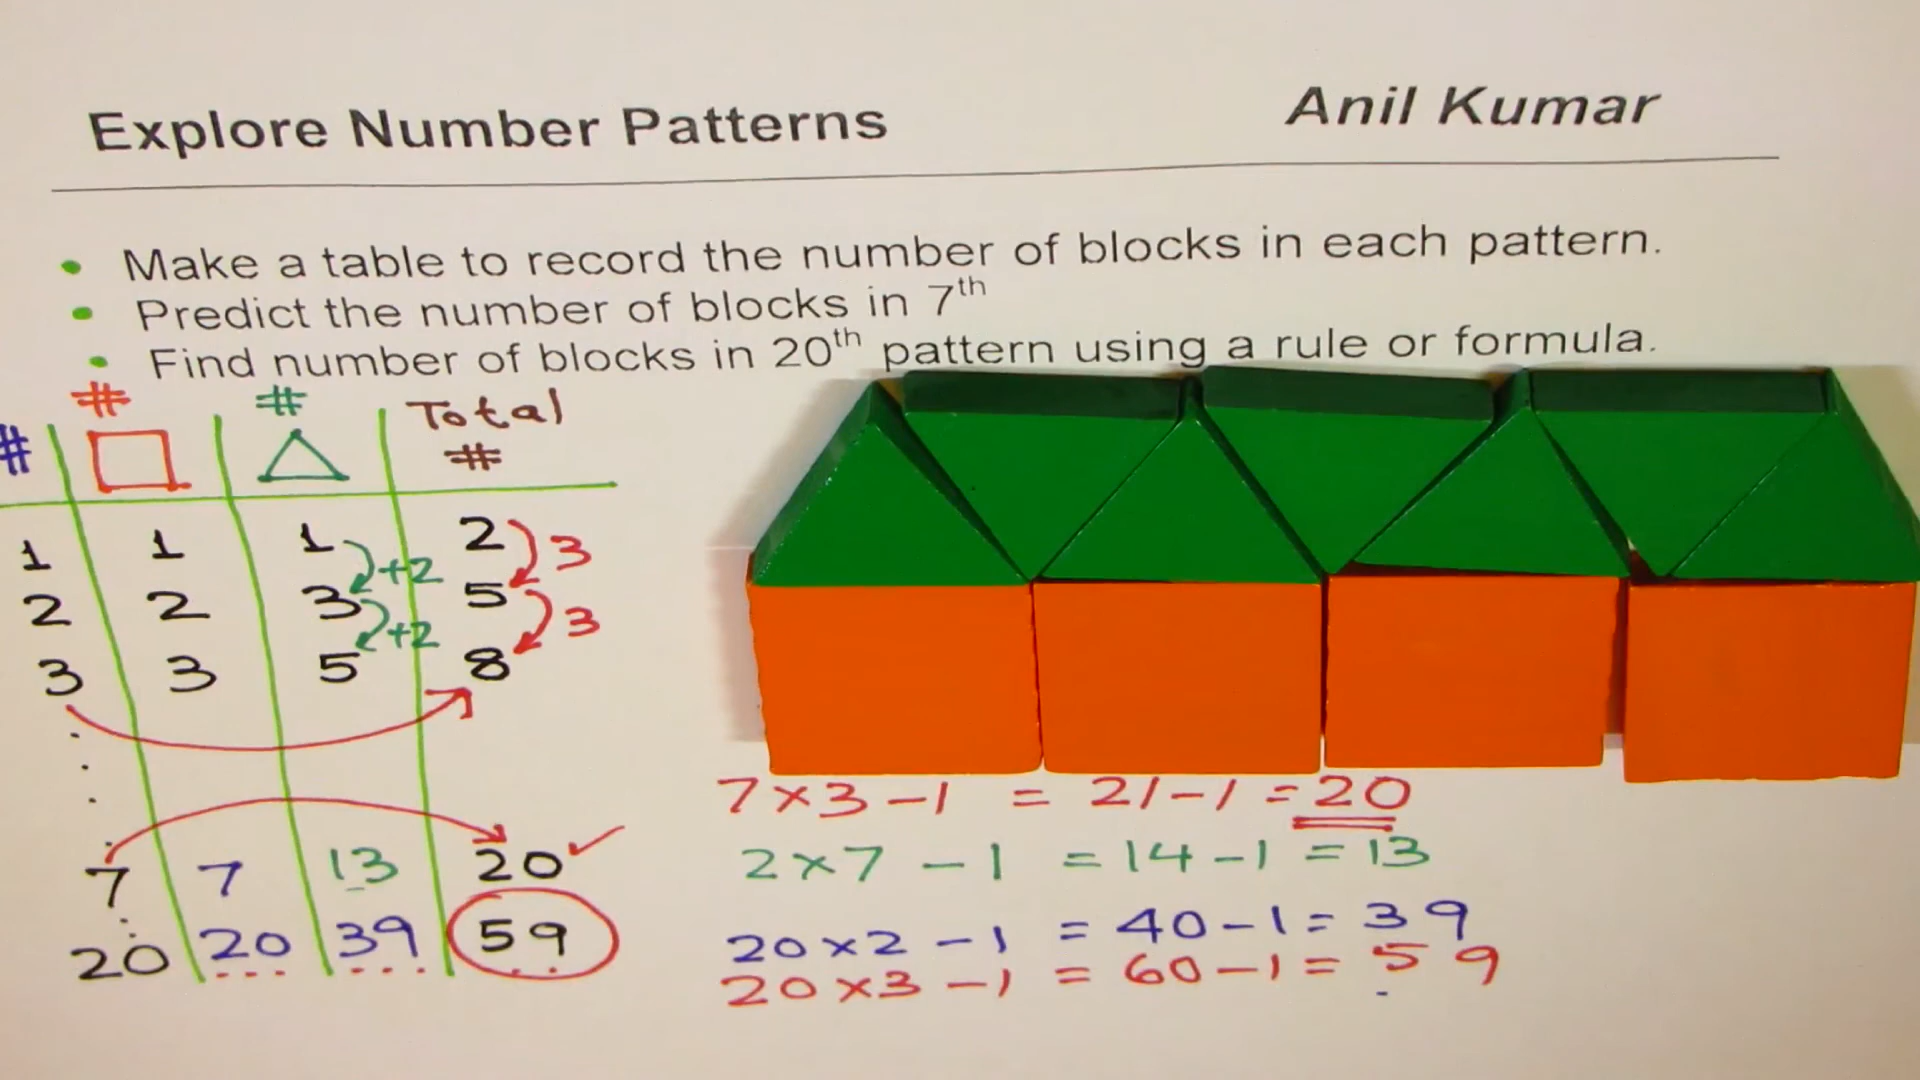 Explore Number Patterns
Anil Kumar
• Make a table to record the number of blocks in each pattern.
• Predict the number of blocks in 7th
• Find number of blocks in 20th pattern using a rule or formula.
# # Total
# □ △ #
1 1 1 2
+2 3
2 2 3 5
+2 3
3 3 5 8
7 7 13 20 ✓
20 20 39 59
7 × 3 – 1 = 21 – 1 = 20
2 × 7 – 1 = 14 – 1 = 13
20 × 2 – 1 = 40 – 1 = 39
20 × 3 – 1 = 60 – 1 = 59